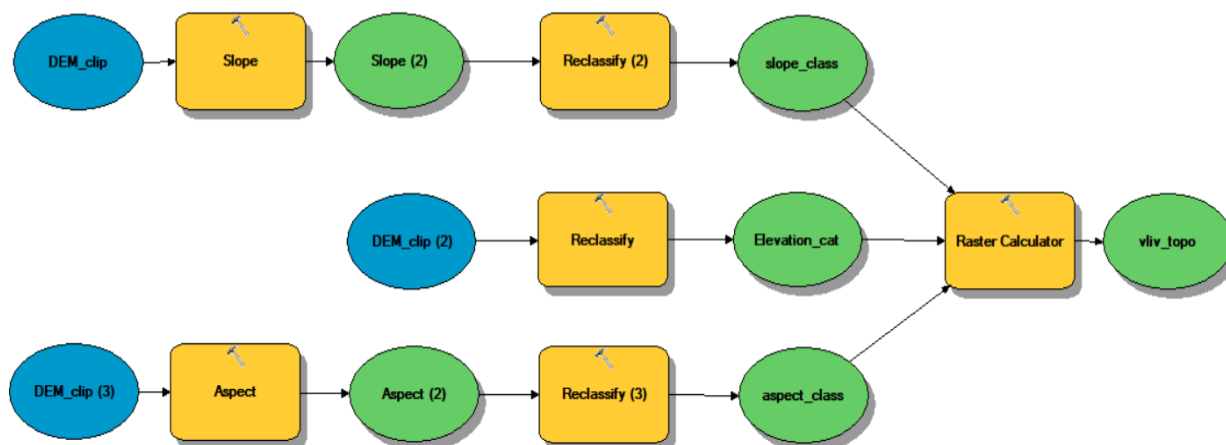 DEM_clip
Slope
Slope (2)
Reclassify (2)
slope_class
DEM_clip (2)
Reclassify
Elevation_cat
Raster Calculator
vliv_topo
DEM_clip (3)
Aspect
Aspect (2)
Reclassify (3)
aspect_class